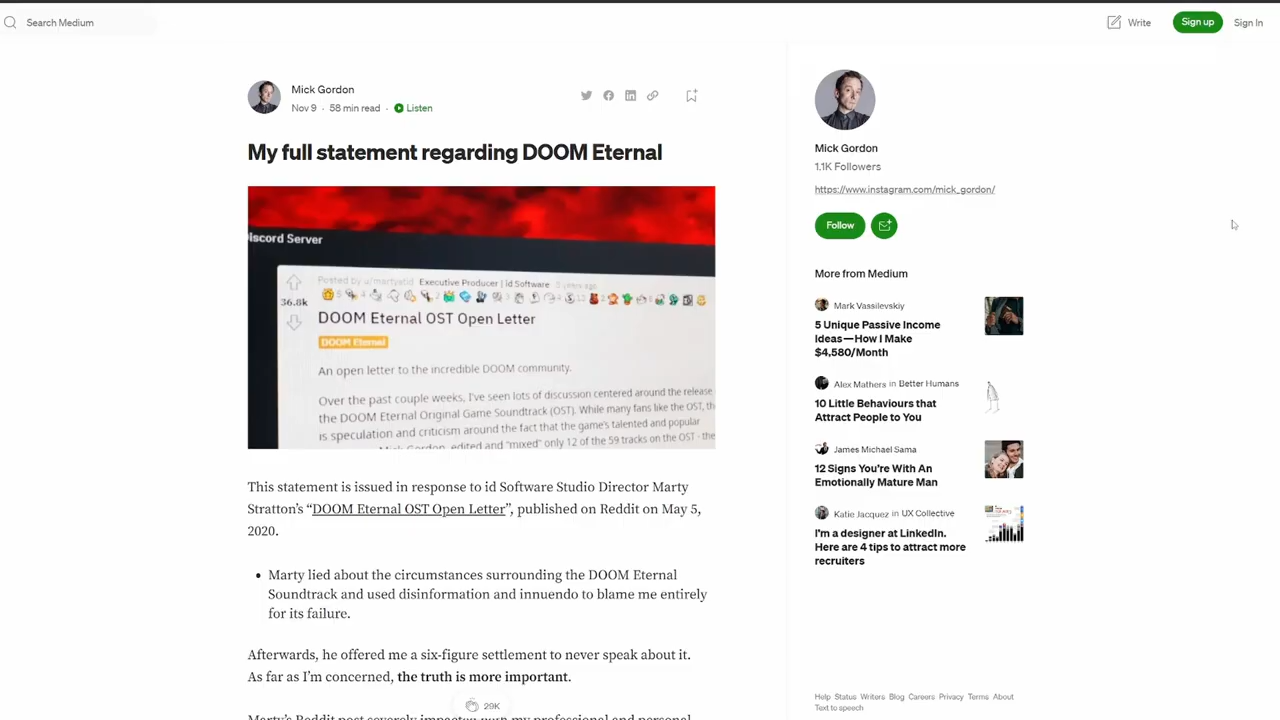 Search Medium
Write
Sign up
Sign In
Mick Gordon
Nov 9 · 58 min read · Listen
My full statement regarding DOOM Eternal
iscord Server
Posted by u/martystid Executive Producer | id Software 2 years ago
36.8k
DOOM Eternal OST Open Letter
DOOM Eternal
An open letter to the incredible DOOM community.
Over the past couple weeks, I've seen lots of discussion centered around the release
the DOOM Eternal Original Game Soundtrack (OST). While many fans like the OST, th
is speculation and criticism around the fact that the game's talented and popular
Mick Gordon, edited and "mixed" only 12 of the 59 tracks on the OST - the
This statement is issued in response to id Software Studio Director Marty
Stratton's “DOOM Eternal OST Open Letter”, published on Reddit on May 5,
2020.
• Marty lied about the circumstances surrounding the DOOM Eternal
Soundtrack and used disinformation and innuendo to blame me entirely
for its failure.
Afterwards, he offered me a six-figure settlement to never speak about it.
As far as I'm concerned, the truth is more important.
29K
Marty's Reddit post severely impacted both my professional and personal
Mick Gordon
1.1K Followers
https://www.instagram.com/mick_gordon/
Follow
More from Medium
Mark Vassilevskiy
5 Unique Passive Income
Ideas — How I Make
$4,580/Month
Alex Mathers in Better Humans
10 Little Behaviours that
Attract People to You
James Michael Sama
12 Signs You're With An
Emotionally Mature Man
Katie Jacquez in UX Collective
I'm a designer at LinkedIn.
Here are 4 tips to attract more
recruiters
Help Status Writers Blog Careers Privacy Terms About
Text to speech